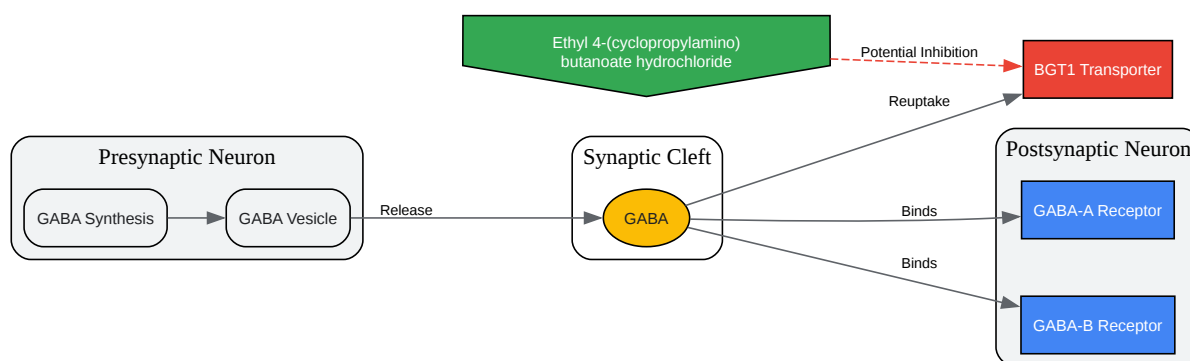 Ethyl 4-(cyclopropylamino)
butanoate hydrochloride
Potential Inhibition
BGT1 Transporter
Reuptake
Presynaptic Neuron
Synaptic Cleft
Postsynaptic Neuron
GABA Synthesis
GABA Vesicle
Release
GABA
Binds
GABA-A Receptor
Binds
GABA-B Receptor